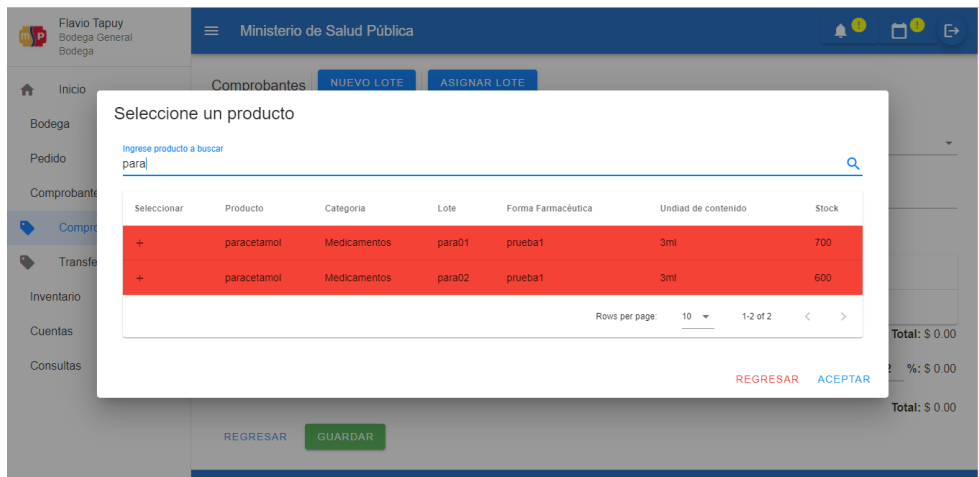 Flavio Tapuy
Bodega General
Bodega
Ministerio de Salud Pública
Inicio
Bodega
Pedido
Comprobante
Compro
Transfe
Inventario
Cuentas
Consultas
Comprobantes NUEVO LOTE ASIGNAR LOTE
Seleccione un producto
Ingrese producto a buscar
para
Seleccionar Producto Categoría Lote Forma Farmacéutica Undiad de contenido Stock
+ paracetamol Medicamentos para01 prueba1 3ml 700
+ paracetamol Medicamentos para02 prueba1 3ml 600
Rows per page: 10 1-2 of 2
REGRESAR ACEPTAR
Total: $ 0.00
2 %: $ 0.00
Total: $ 0.00
REGRESAR GUARDAR